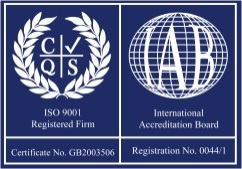 C Q S
ISO 9001
Registered Firm
Certificate No. GB2003506
IAB
International
Accreditation Board
Registration No. 0044/1